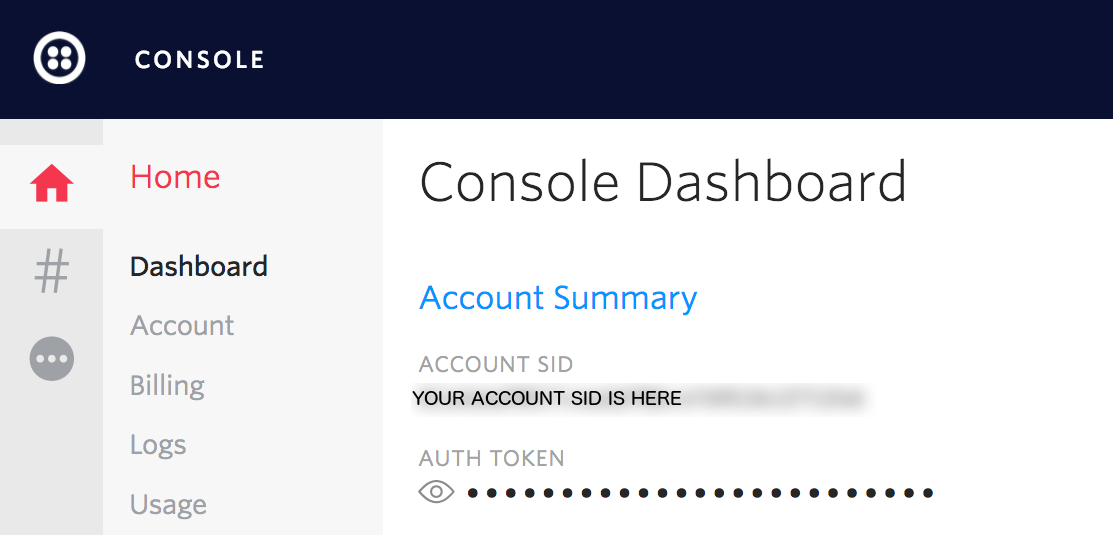 CONSOLE
Home
Dashboard
Account
Billing
Logs
Usage
Console Dashboard
Account Summary
ACCOUNT SID
YOUR ACCOUNT SID IS HERE
AUTH TOKEN